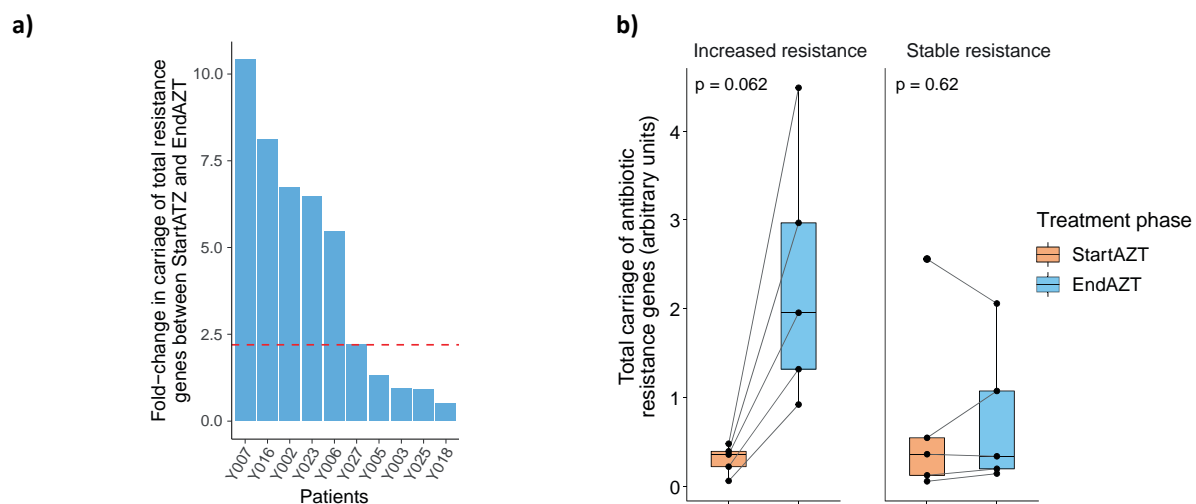 a)
Fold−change in carriage of total resistance
genes between StartATZ and EndAZT
10.0
7.5
5.0
2.5
0.0
Y007
Y016
Y002
Y023
Y006
Y027
Y005
Y003
Y025
Y018
Patients
b)
Increased resistance
Stable resistance
p = 0.062
p = 0.62
Total carriage of antibiotic
resistance genes (arbitrary units)
4
3
2
1
0
Treatment phase
StartAZT
EndAZT